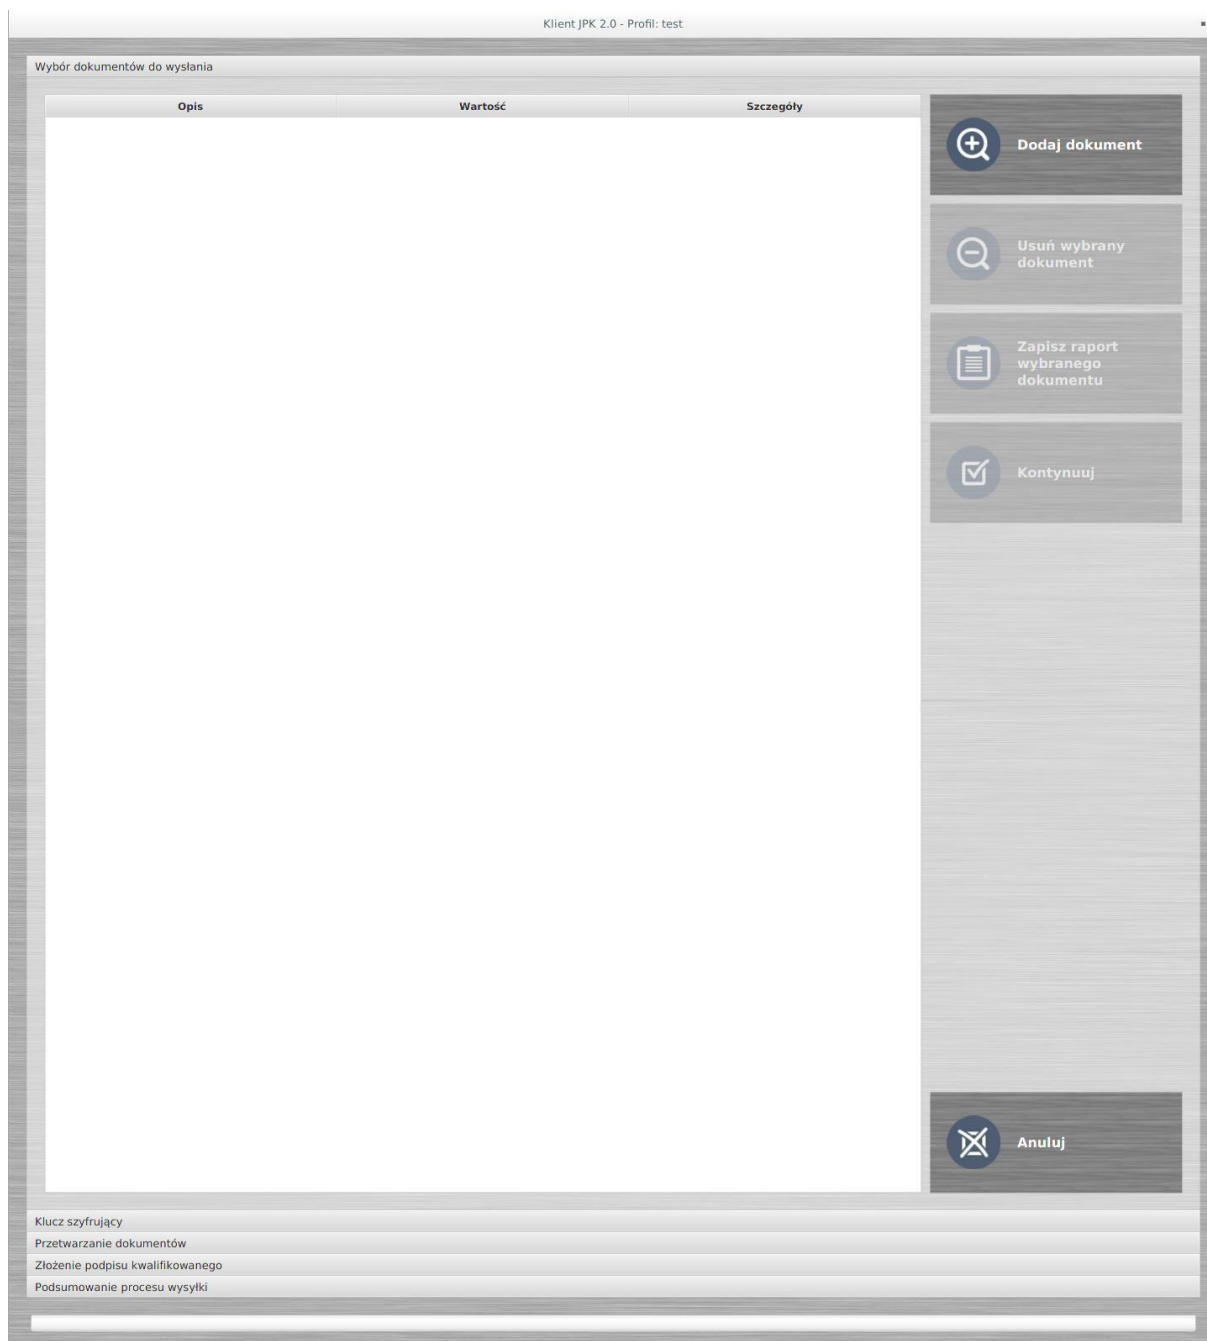 Klient JPK 2.0 - Profil: test
Wybór dokumentów do wysłania
Opis Wartość Szczegóły
Dodaj dokument
Usuń wybrany
dokument
Zapisz raport
wybranego
dokumentu
Kontynuuj
Anuluj
Klucz szyfrujący
Przetwarzanie dokumentów
Złożenie podpisu kwalifikowanego
Podsumowanie procesu wysyłki